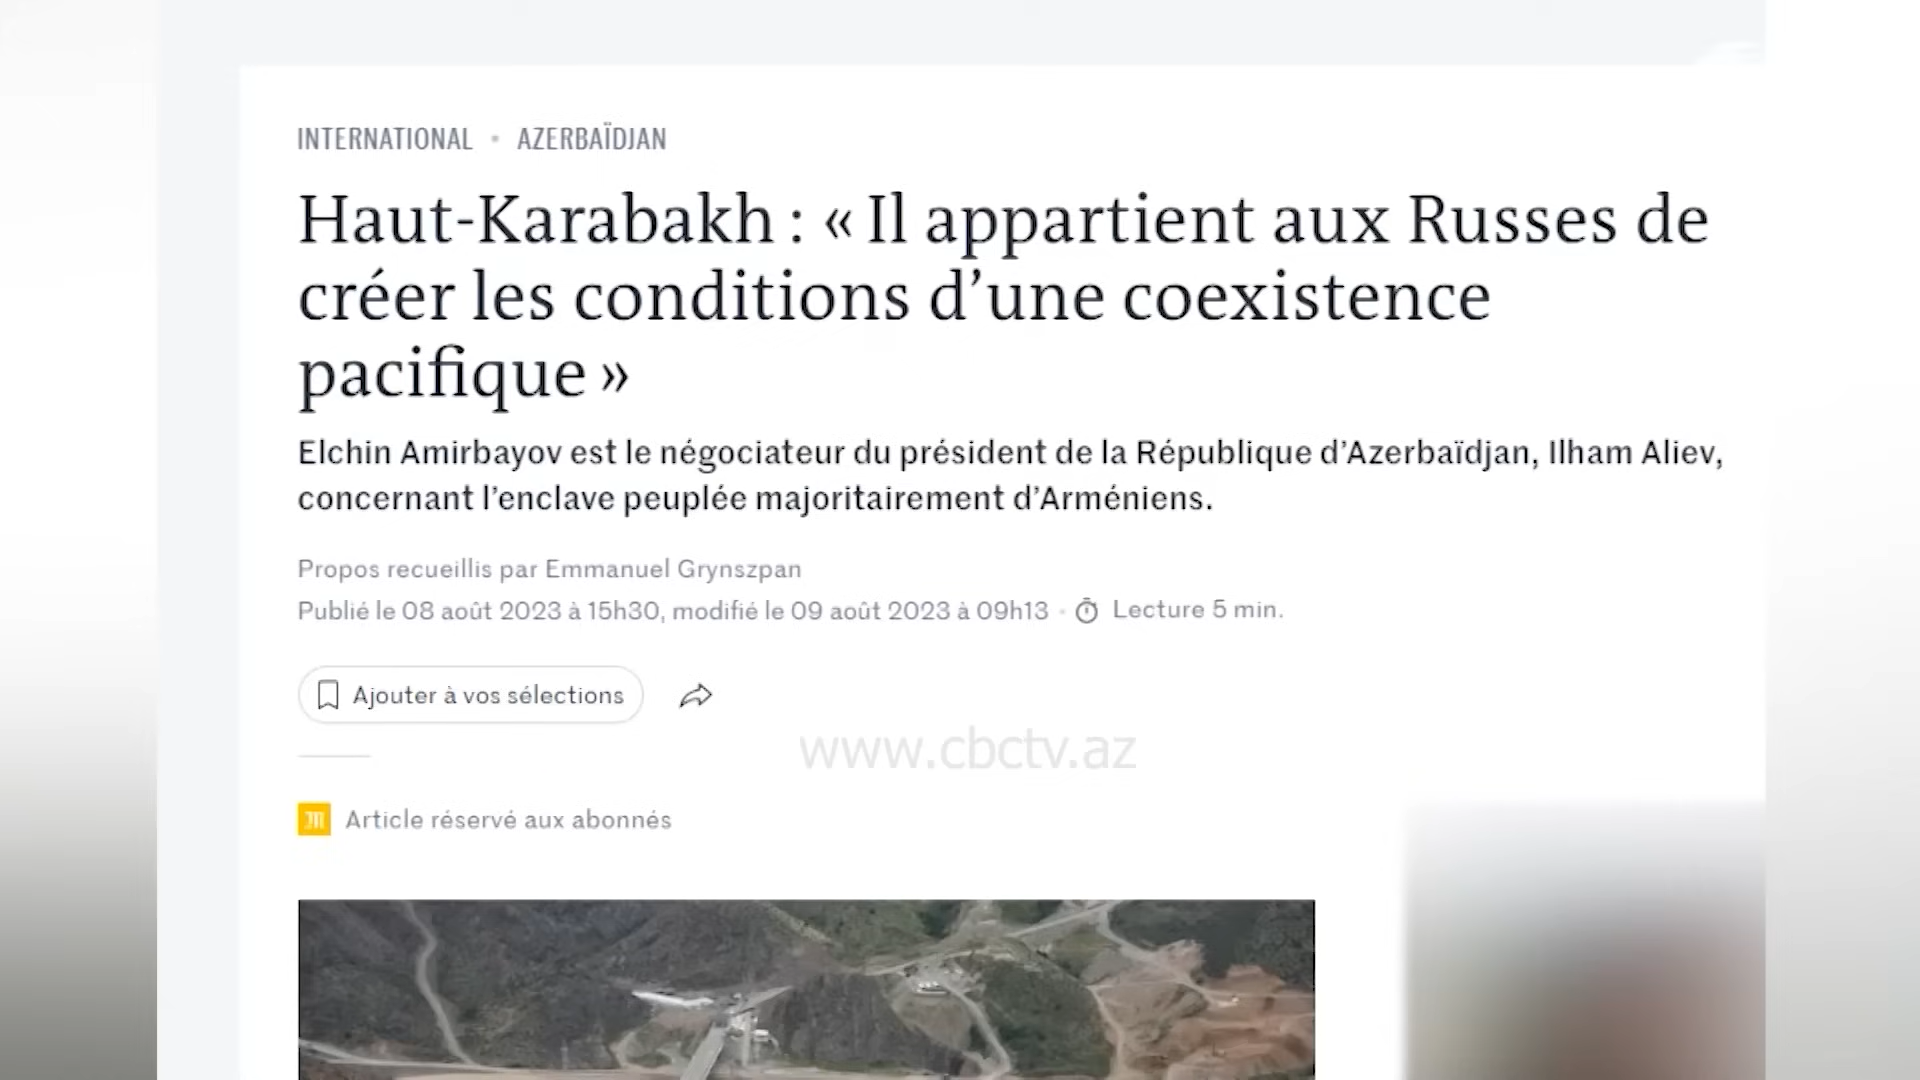 INTERNATIONAL • AZERBAÏDJAN
Haut-Karabakh : « Il appartient aux Russes de
créer les conditions d’une coexistence
pacifique »
Elchin Amirbayov est le négociateur du président de la République d’Azerbaïdjan, Ilham Aliev,
concernant l’enclave peuplée majoritairement d’Arméniens.
Propos recueillis par Emmanuel Grynszpan
Publié le 08 août 2023 à 15h30, modifié le 09 août 2023 à 09h13 • Lecture 5 min.
Ajouter à vos sélections
www.cbctv.az
Article réservé aux abonnés